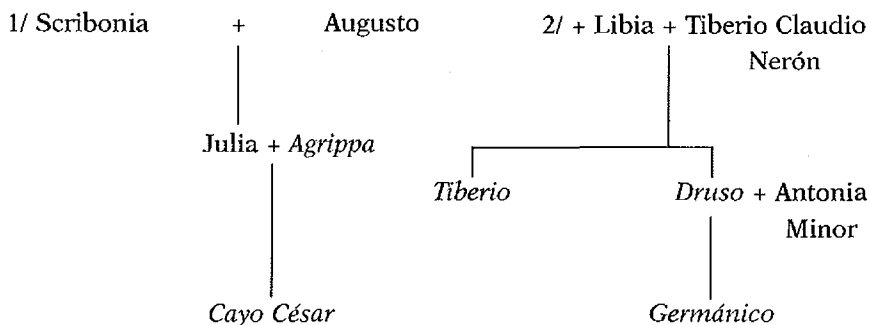 1/ Scribonia + Augusto 2/ + Libia + Tiberio Claudio
Nerón
Julia + Agrippa
Tiberio Druso + Antonia
Minor
Cayo César Germánico